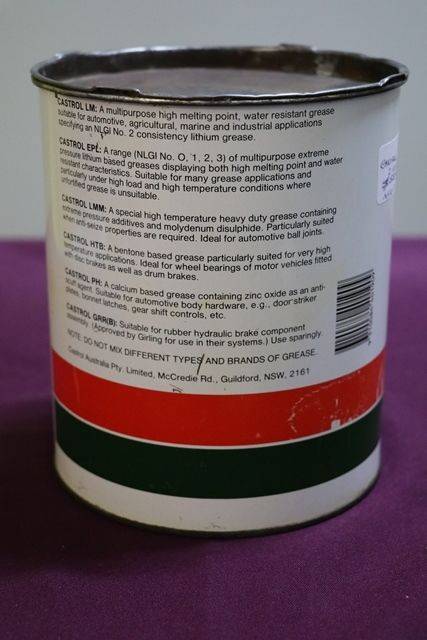 CASTROL LM: A multipurpose high melting point, water resistant grease
suitable for automotive, agricultural, marine and industrial applications
specifying an NLGI No. 2 consistency lithium grease.
CASTROL EPL: A range (NLGI No. O, 1, 2, 3) of multipurpose extreme
pressure lithium based greases displaying both high melting point and water
resistant characteristics. Suitable for many grease applications and
particularly under high load and high temperature conditions where
unfortified grease is unsuitable.
CASTROL LMM: A special high temperature heavy duty grease containing
extreme pressure additives and molydenum disulphide. Particularly suited
when anti-seize properties are required. Ideal for automotive ball joints.
CASTROL HTB: A bentone based grease particularly suited for very high
temperature applications. Ideal for wheel bearings of motor vehicles fitted
with disc brakes as well as drum brakes.
CASTROL PH: A calcium based grease containing zinc oxide as an anti-
scuff agent. Suitable for automotive body hardware, e.g., door striker
plates, bonnet latches, gear shift controls, etc.
CASTROL GRR(B): Suitable for rubber hydraulic brake component
assembly. (Approved by Girling for use in their systems.) Use sparingly.
NOTE: DO NOT MIX DIFFERENT TYPES AND BRANDS OF GREASE.
Castrol Australia Pty. Limited, McCredie Rd., Guildford, NSW, 2161